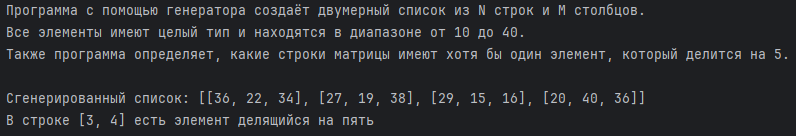 Программа с помощью генератора создаёт двумерный список из N строк и M столбцов.
Все элементы имеют целый тип и находятся в диапазоне от 10 до 40.
Также программа определяет, какие строки матрицы имеют хотя бы один элемент, который делится на 5.
Сгенерированный список: [[36, 22, 34], [27, 19, 38], [29, 15, 16], [20, 40, 36]]
В строке [3, 4] есть элемент делящийся на пять